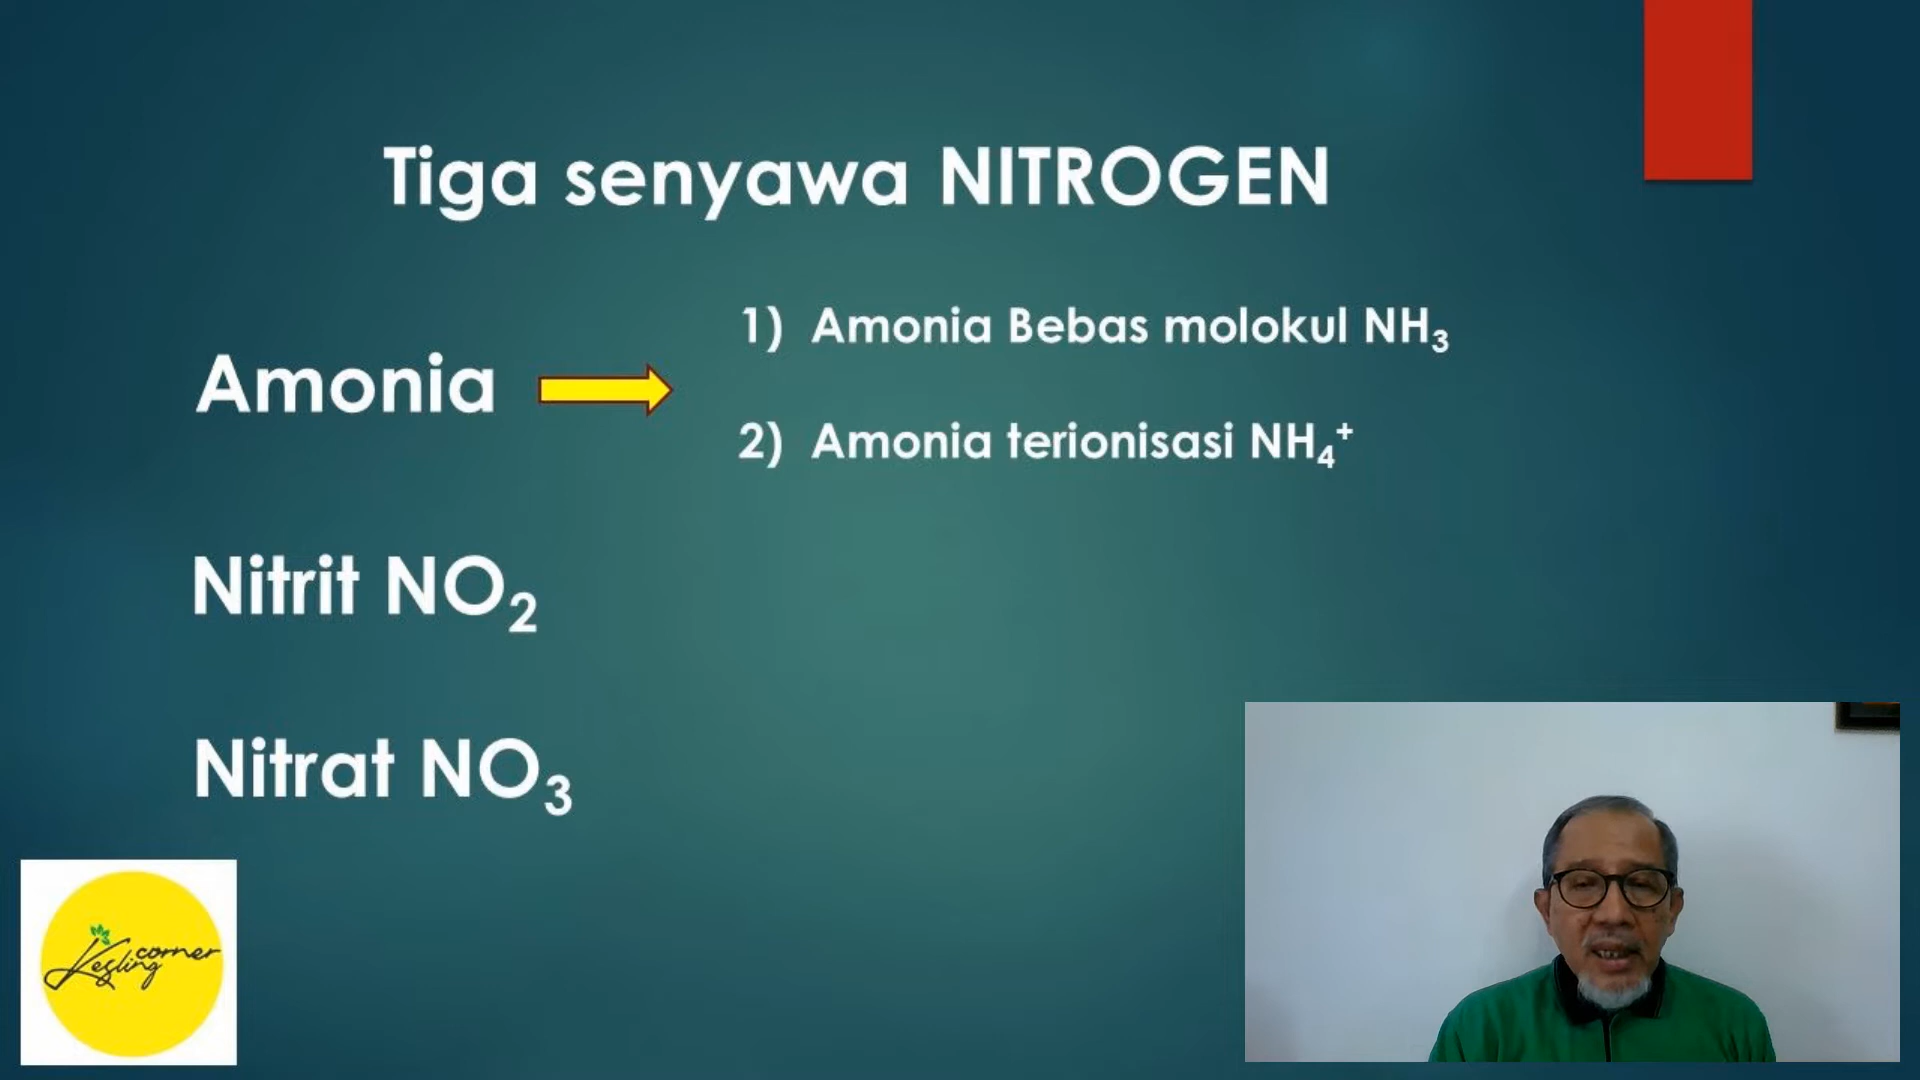 Tiga senyawa NITROGEN
Amonia
1) Amonia Bebas molokul NH₃
2) Amonia terionisasi NH₄⁺
Nitrit NO₂
Nitrat NO₃
Kesling corner